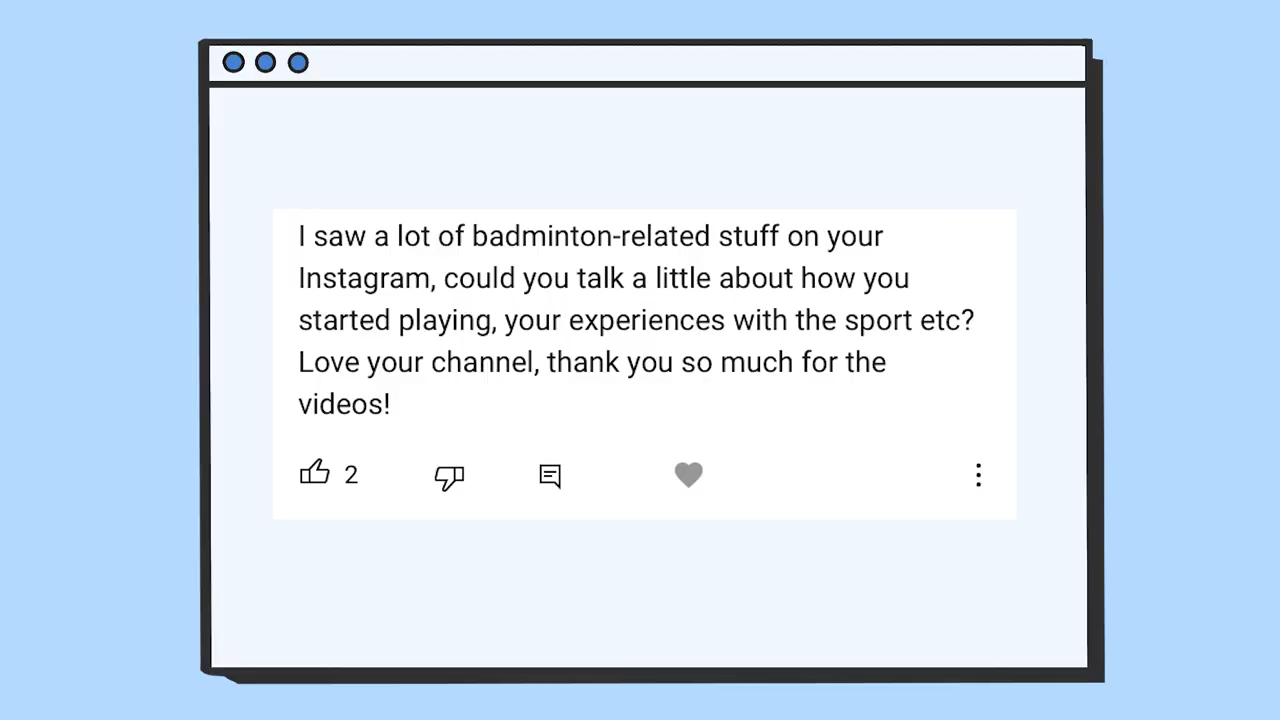 I saw a lot of badminton-related stuff on your
Instagram, could you talk a little about how you
started playing, your experiences with the sport etc?
Love your channel, thank you so much for the
videos!
2